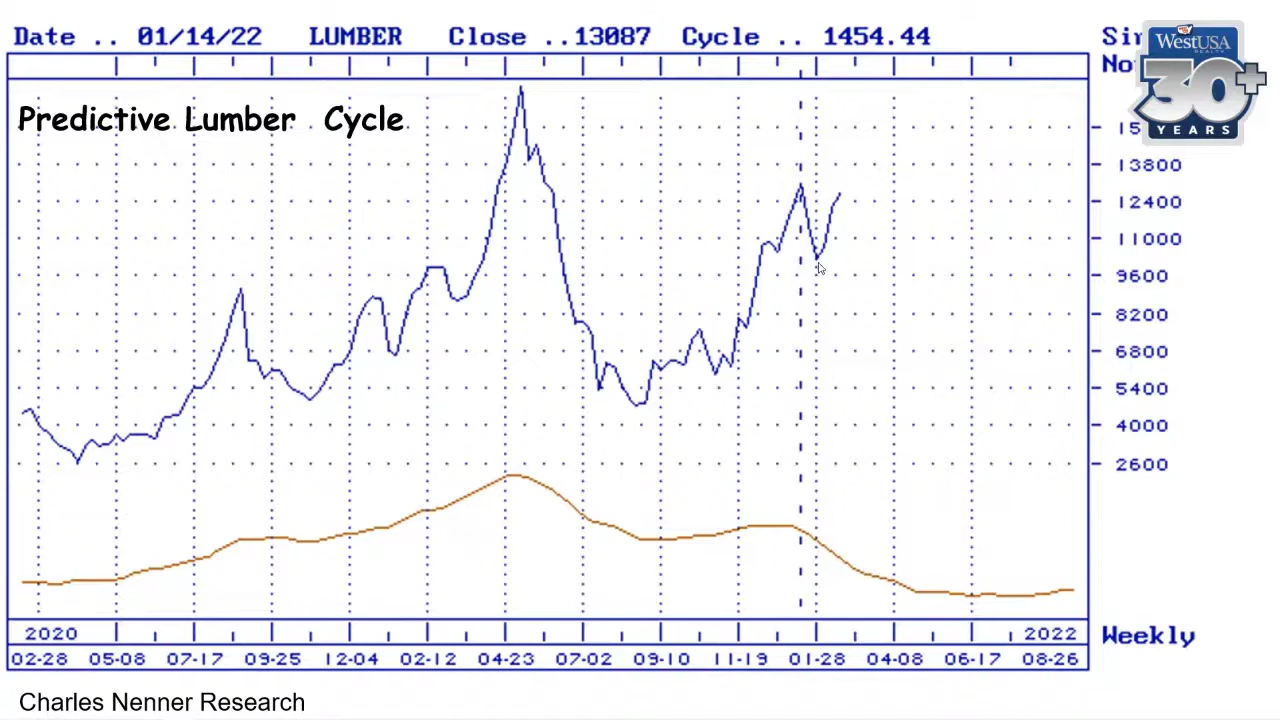 Date .. 01/14/22 LUMBER Close ..13087 Cycle .. 1454.44
WestUSA
REALTY
30+
YEARS
Predictive Lumber Cycle
13800
12400
11000
9600
8200
6800
5400
4000
2600
2020 2022
Weekly
02-28 05-08 07-17 09-25 12-04 02-12 04-23 07-02 09-10 11-19 01-28 04-08 06-17 08-26
Charles Nenner Research